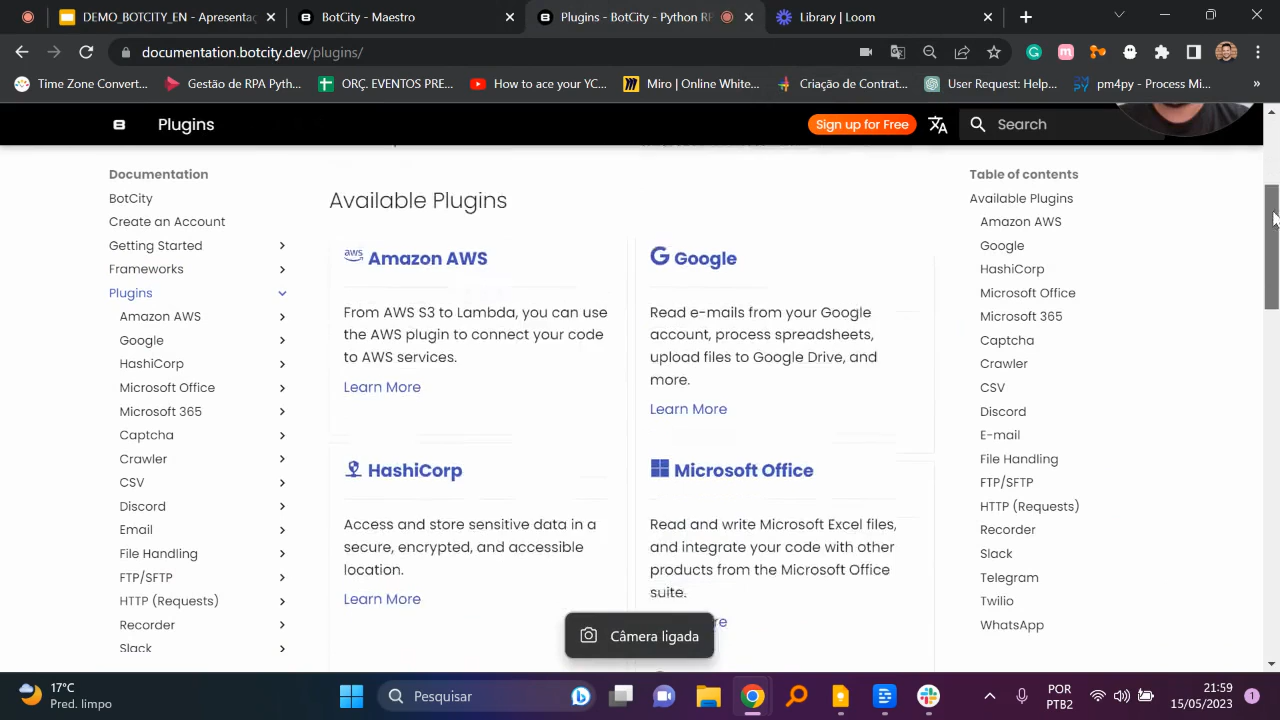 DEMO_BOTCITY_EN - Apresentaç
BotCity - Maestro
Plugins - BotCity - Python RP
Library | Loom
documentation.botcity.dev/plugins/
Time Zone Convert...
Gestão de RPA Pyth...
ORÇ. EVENTOS PRE...
How to ace your YC...
Miro | Online White...
Criação de Contrat...
User Request: Help...
pm4py - Process Mi...
Plugins
Sign up for Free
Search
Documentation
BotCity
Create an Account
Getting Started
Frameworks
Plugins
Amazon AWS
Google
HashiCorp
Microsoft Office
Microsoft 365
Captcha
Crawler
CSV
Discord
Email
File Handling
FTP/SFTP
HTTP (Requests)
Recorder
Slack
Available Plugins
aws Amazon AWS
From AWS S3 to Lambda, you can use
the AWS plugin to connect your code
to AWS services.
Learn More
Google
Read e-mails from your Google
account, process spreadsheets,
upload files to Google Drive, and
more.
Learn More
HashiCorp
Access and store sensitive data in a
secure, encrypted, and accessible
location.
Learn More
Microsoft Office
Read and write Microsoft Excel files,
and integrate your code with other
products from the Microsoft Office
suite.
re
Câmera ligada
Table of contents
Available Plugins
Amazon AWS
Google
HashiCorp
Microsoft Office
Microsoft 365
Captcha
Crawler
CSV
Discord
E-mail
File Handling
FTP/SFTP
HTTP (Requests)
Recorder
Slack
Telegram
Twilio
WhatsApp
17°C
Pred. limpo
Pesquisar
POR
PTB2
21:59
15/05/2023
1